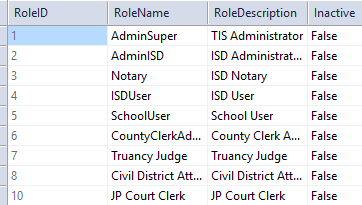 RoleID RoleName RoleDescription Inactive
1 AdminSuper TIS Administrator False
2 AdminISD ISD Administrat... False
3 Notary ISD Notary False
4 ISDUser ISD User False
5 SchoolUser School User False
6 CountyClerkAd... County Clerk A... False
7 Truancy Judge Truancy Judge False
8 Civil District Att... Civil District Att... False
10 JP Court Clerk JP Court Clerk False